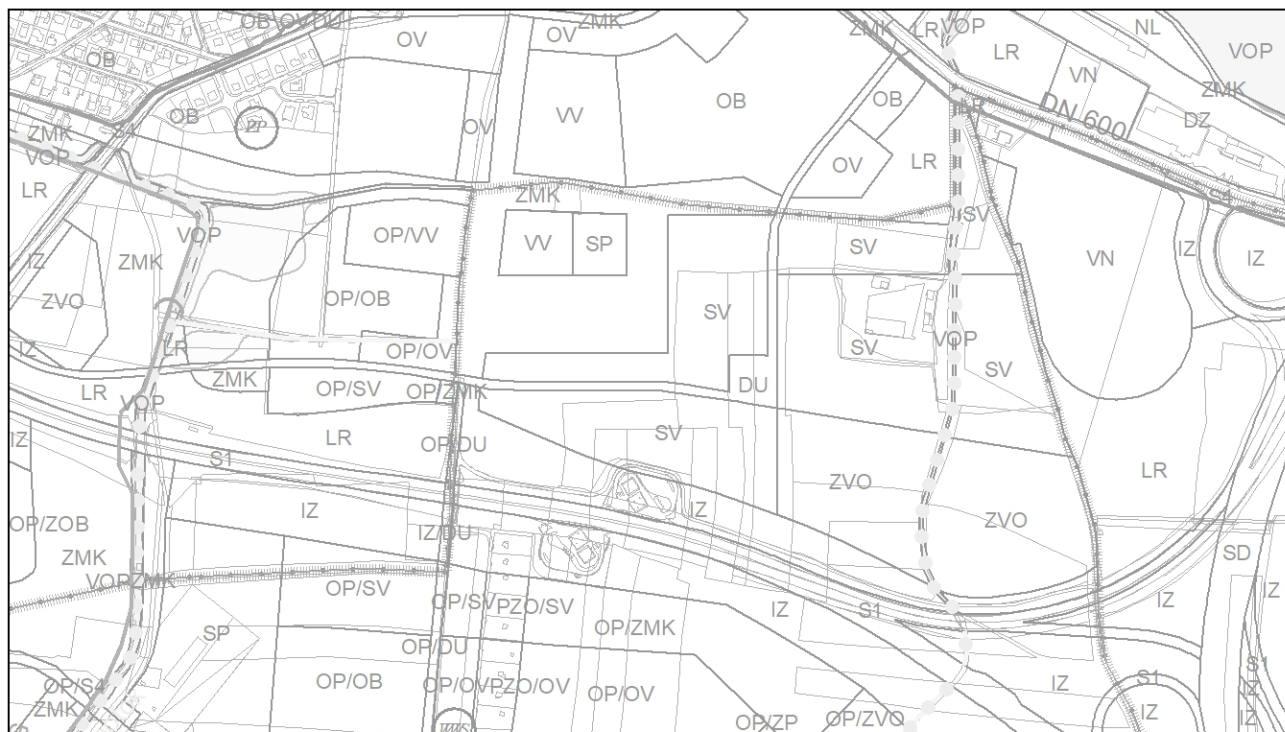 OB/OV/DU
ZMK
OV
OV
ZMK
LR
VOP
NL
OB
LR
VOP
VN
ZMK
OB
VV
OB
OB
LR
DN 600
OV
DZ
ZMK
S4
ZP
VOP
LR
OV
LR
ZMK
S4
SV
VOP
OP/VV
VV
SP
SV
IZ
ZMK
VN
IZ
IZ
ZVO
OP/OB
SV
VOP
IZ
LR
OP/OV
SV
SV
LR
ZMK
OP/SV
OP/ZMK
DU
VOP
IZ
LR
OP/DU
SV
S1
LR
ZVO
OP/ZOB
IZ
IZ/DU
IZ
ZVO
ZMK
SD
VOP
ZMK
OP/SV
OP/SV
PZO/SV
IZ
S1
IZ
IZ
SP
OP/ZMK
OP/DU
S1
OP/S4
OP/OB
OP/OV
PZO/OV
OP/OV
IZ
S1
IZ
ZMK
OP/ZP
OP/ZVO
IZ
IZ